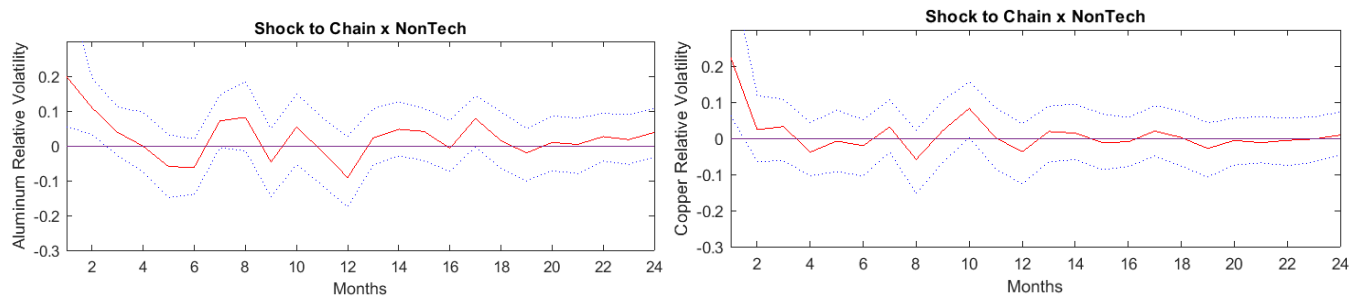 Shock to Chain x NonTech
Aluminum Relative Volatility
0.2
0.1
0
-0.1
-0.2
-0.3
2 4 6 8 10 12 14 16 18 20 22 24
Months
Shock to Chain x NonTech
Copper Relative Volatility
0.2
0.1
0
-0.1
-0.2
-0.3
2 4 6 8 10 12 14 16 18 20 22 24
Months